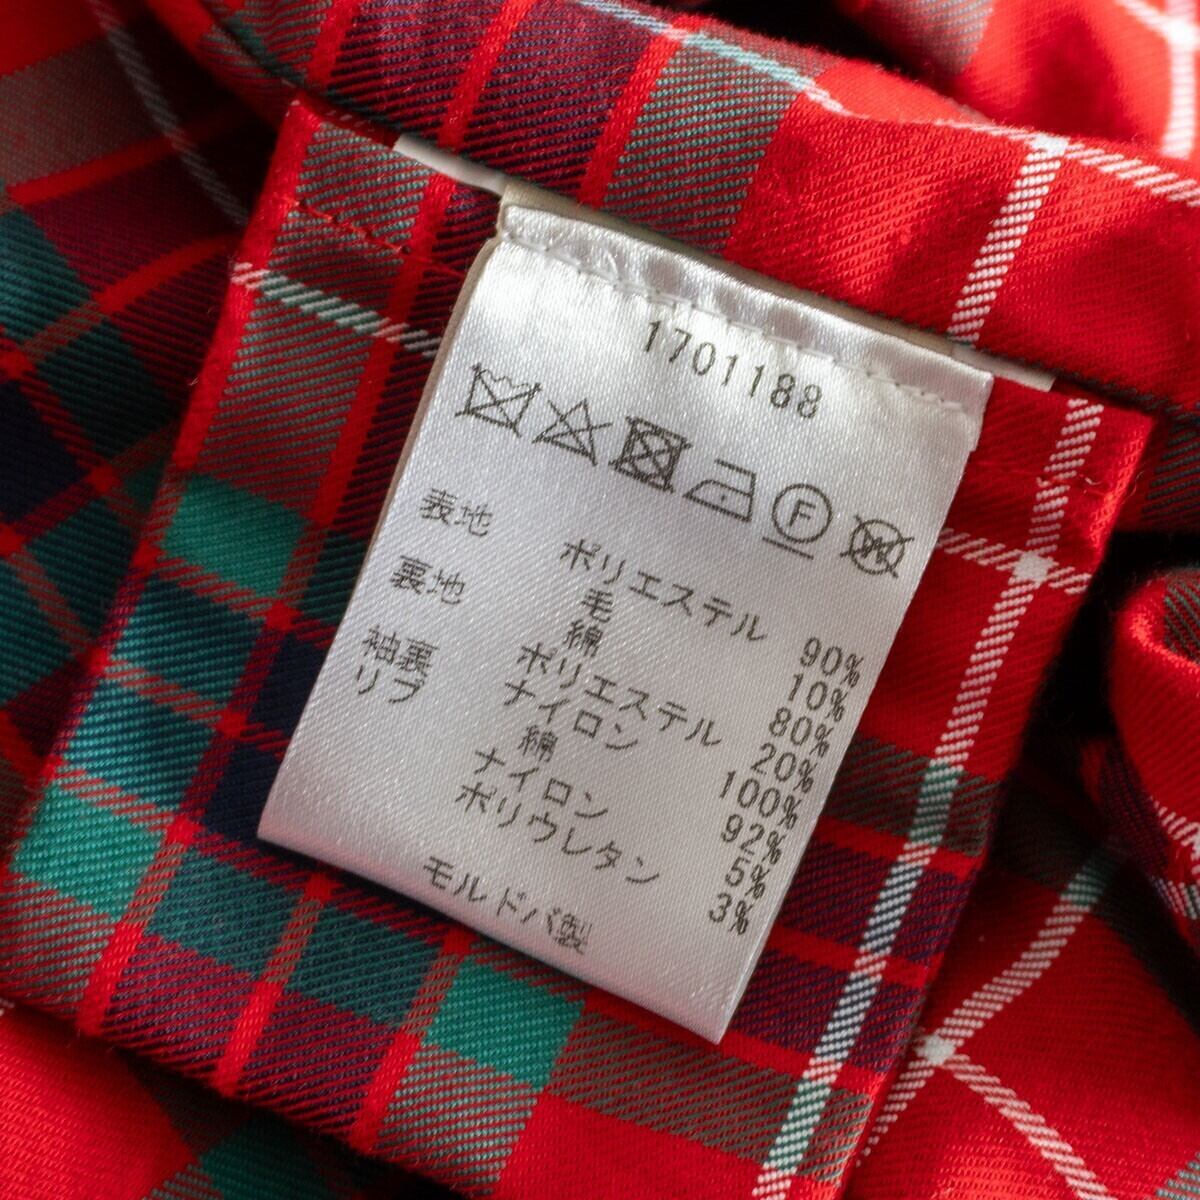 1701188
F W
表地 ポリエステル 90%
毛 10%
裏地 綿 80%
ポリエステル 20%
袖裏 ナイロン 100%
リブ 綿 92%
ナイロン 5%
ポリウレタン 3%
モルドバ製